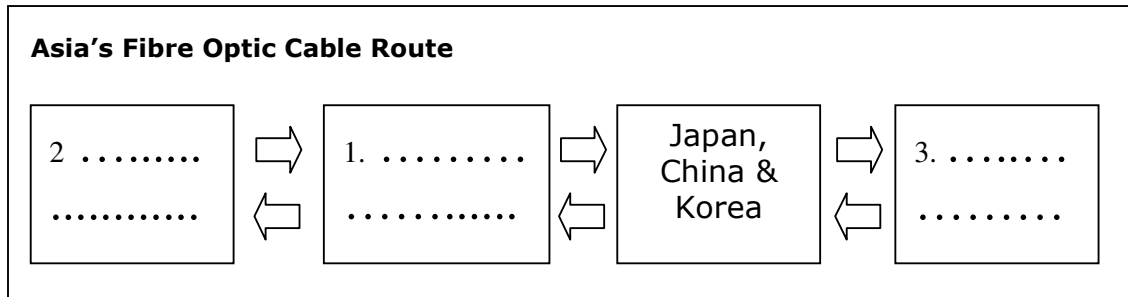 Asia's Fibre Optic Cable Route
2 .........
............
1. .........
............
Japan,
China &
Korea
3. ........
.........